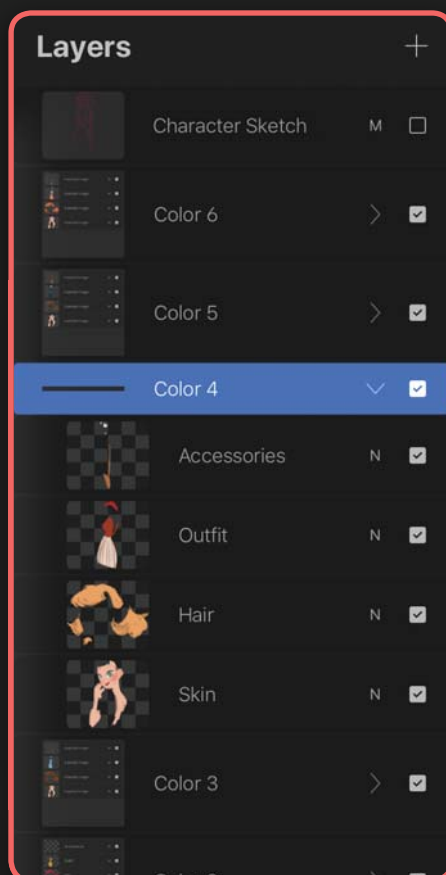 Layers
Character Sketch M
Color 6
Color 5
Color 4
Accessories N
Outfit N
Hair N
Skin N
Color 3